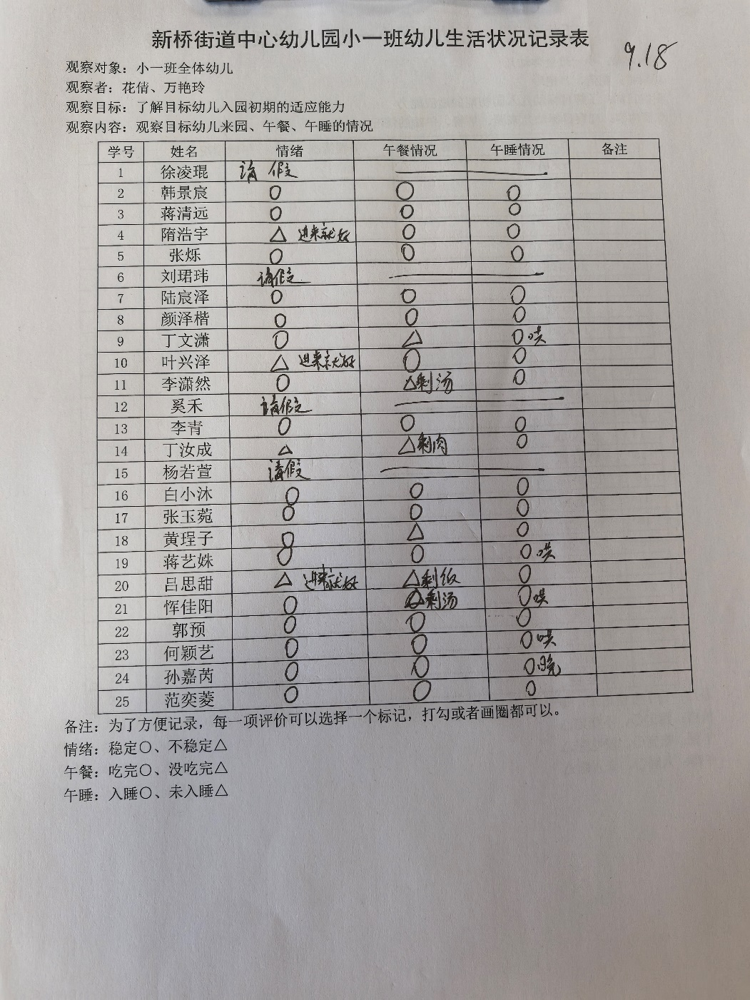 新桥街道中心幼儿园小一班幼儿生活状况记录表
9.18
观察对象：小一班全体幼儿
观察者：花倩、万艳玲
观察目标：了解目标幼儿入园初期的适应能力
观察内容：观察目标幼儿来园、午餐、午睡的情况
学号 姓名 情绪 午餐情况 午睡情况 备注
1 徐凌琨 请假
2 韩景宸 ○ ○ ○
3 蒋清远 ○ ○ ○
4 隋浩宇 △ 进来就好 ○ ○
5 张烁 ○ ○ ○
6 刘珺玮 请假
7 陆宸泽 ○ ○ ○
8 颜泽楷 ○ ○ ○
9 丁文潇 ○ △ ○哄
10 叶兴泽 △ 进来就好 ○ ○
11 李潇然 ○ △剩汤 ○
12 奚禾 请假
13 李青 ○ ○ ○
14 丁汝成 △ △剩肉 ○
15 杨若萱 请假
16 白小沐 ○ ○ ○
17 张玉菀 ○ ○ ○
18 黄珵子 ○ △ ○
19 蒋艺姝 ○ ○ ○哄
20 吕思甜 △ 进来就好 △剩饭 ○
21 恽佳阳 ○ △剩汤 ○哄
22 郭预 ○ ○ ○
23 何颖艺 ○ ○ ○哄
24 孙嘉芮 ○ ○ ○
25 范奕菱 ○ ○ ○
备注：为了方便记录，每一项评价可以选择一个标记，打勾或者画圈都可以。
情绪：稳定○、不稳定△
午餐：吃完○、没吃完△
午睡：入睡○、未入睡△